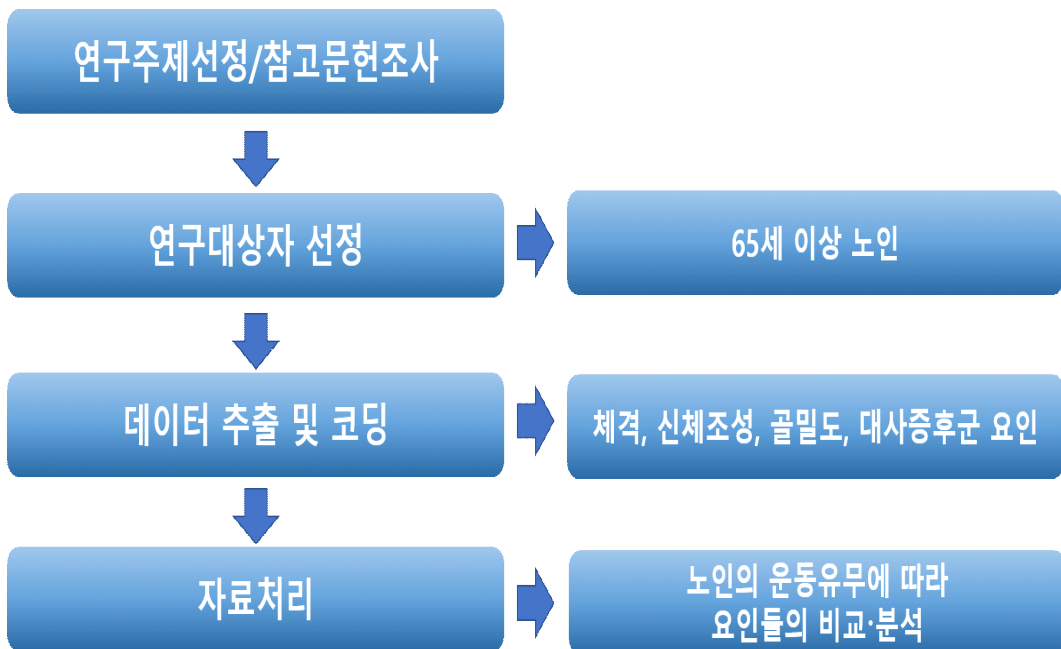 연구주제선정/참고문헌조사
연구대상자 선정
65세 이상 노인
데이터 추출 및 코딩
체격, 신체조성, 골밀도, 대사증후군 요인
자료처리
노인의 운동유무에 따라
요인들의 비교·분석